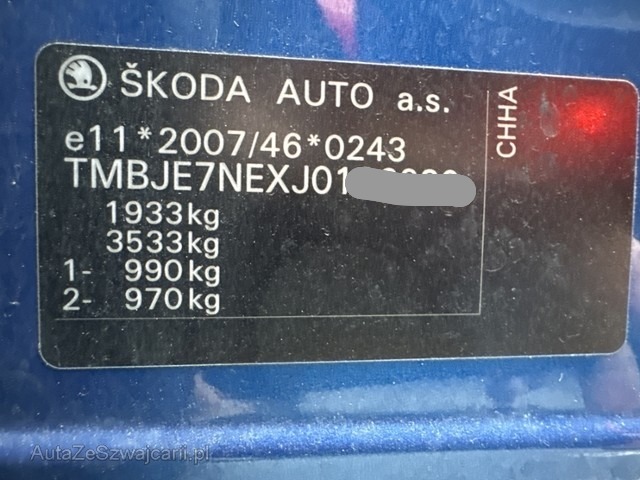 ŠKODA AUTO a.s.
CHHA
e11*2007/46*0243
TMBJE7NEXJ01
1933kg
3533kg
1- 990kg
2- 970kg
AutaZeSzwajcarii.pl